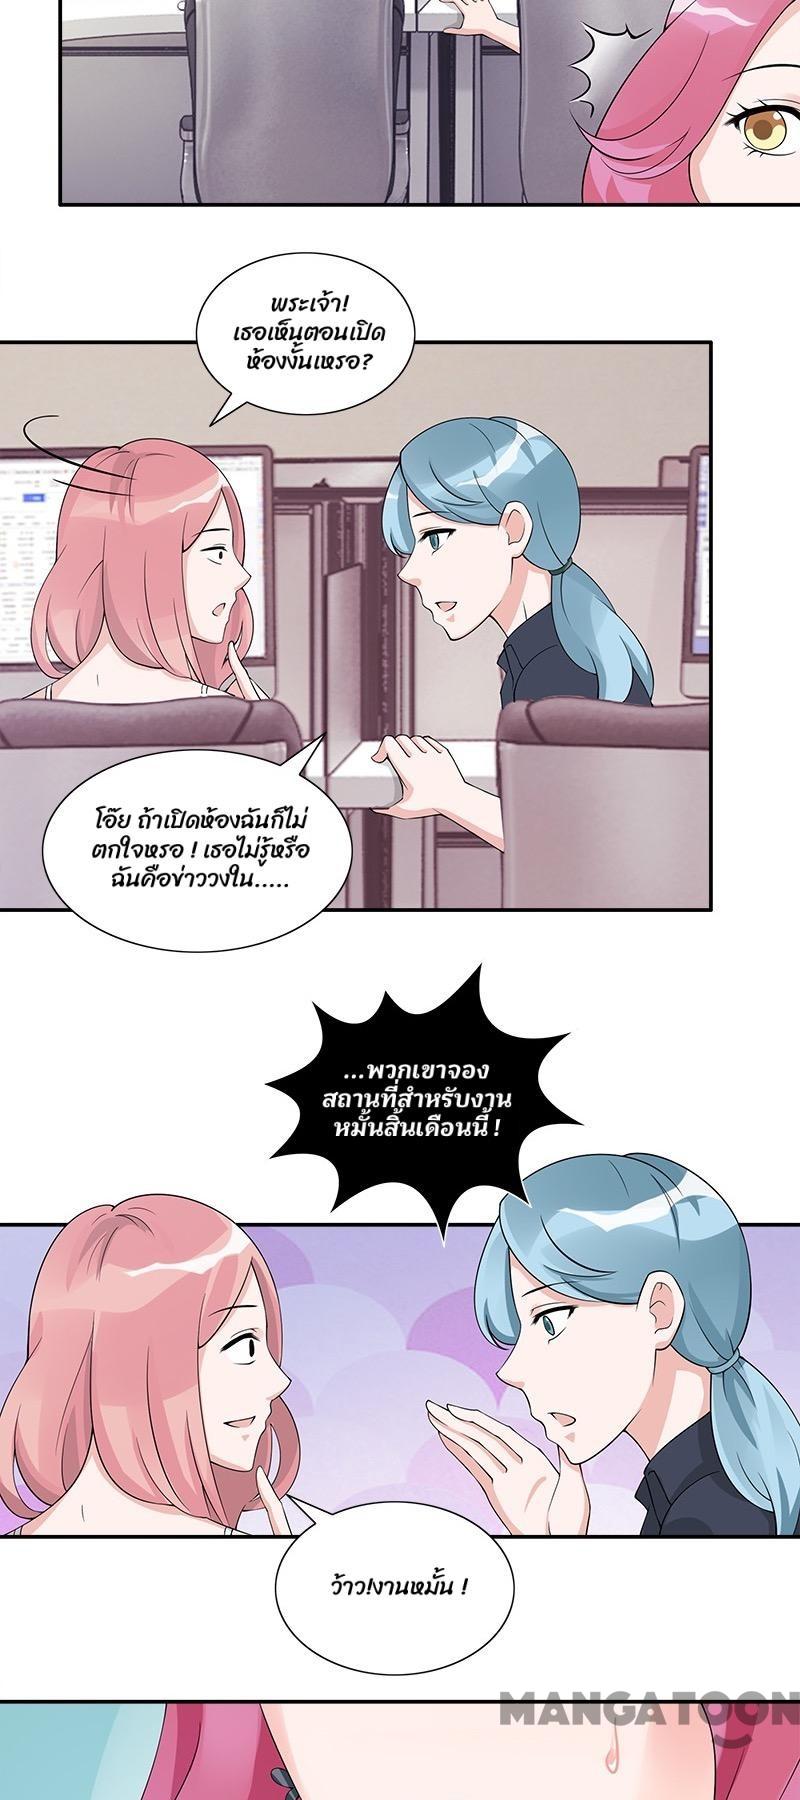 พระเจ้า!
เธอเห็นตอนเปิด
ห้องงั้นเหรอ?
โอ๊ย ถ้าเปิดห้องฉันก็ไม่
ตกใจหรอ ! เธอไม่รู้หรือ
ฉันคือข่าววงใน.....
...พวกเขาจอง
สถานที่สำหรับงาน
หมั้นสิ้นเดือนนี้ !
ว้าว!งานหมั้น !
MANGATOON